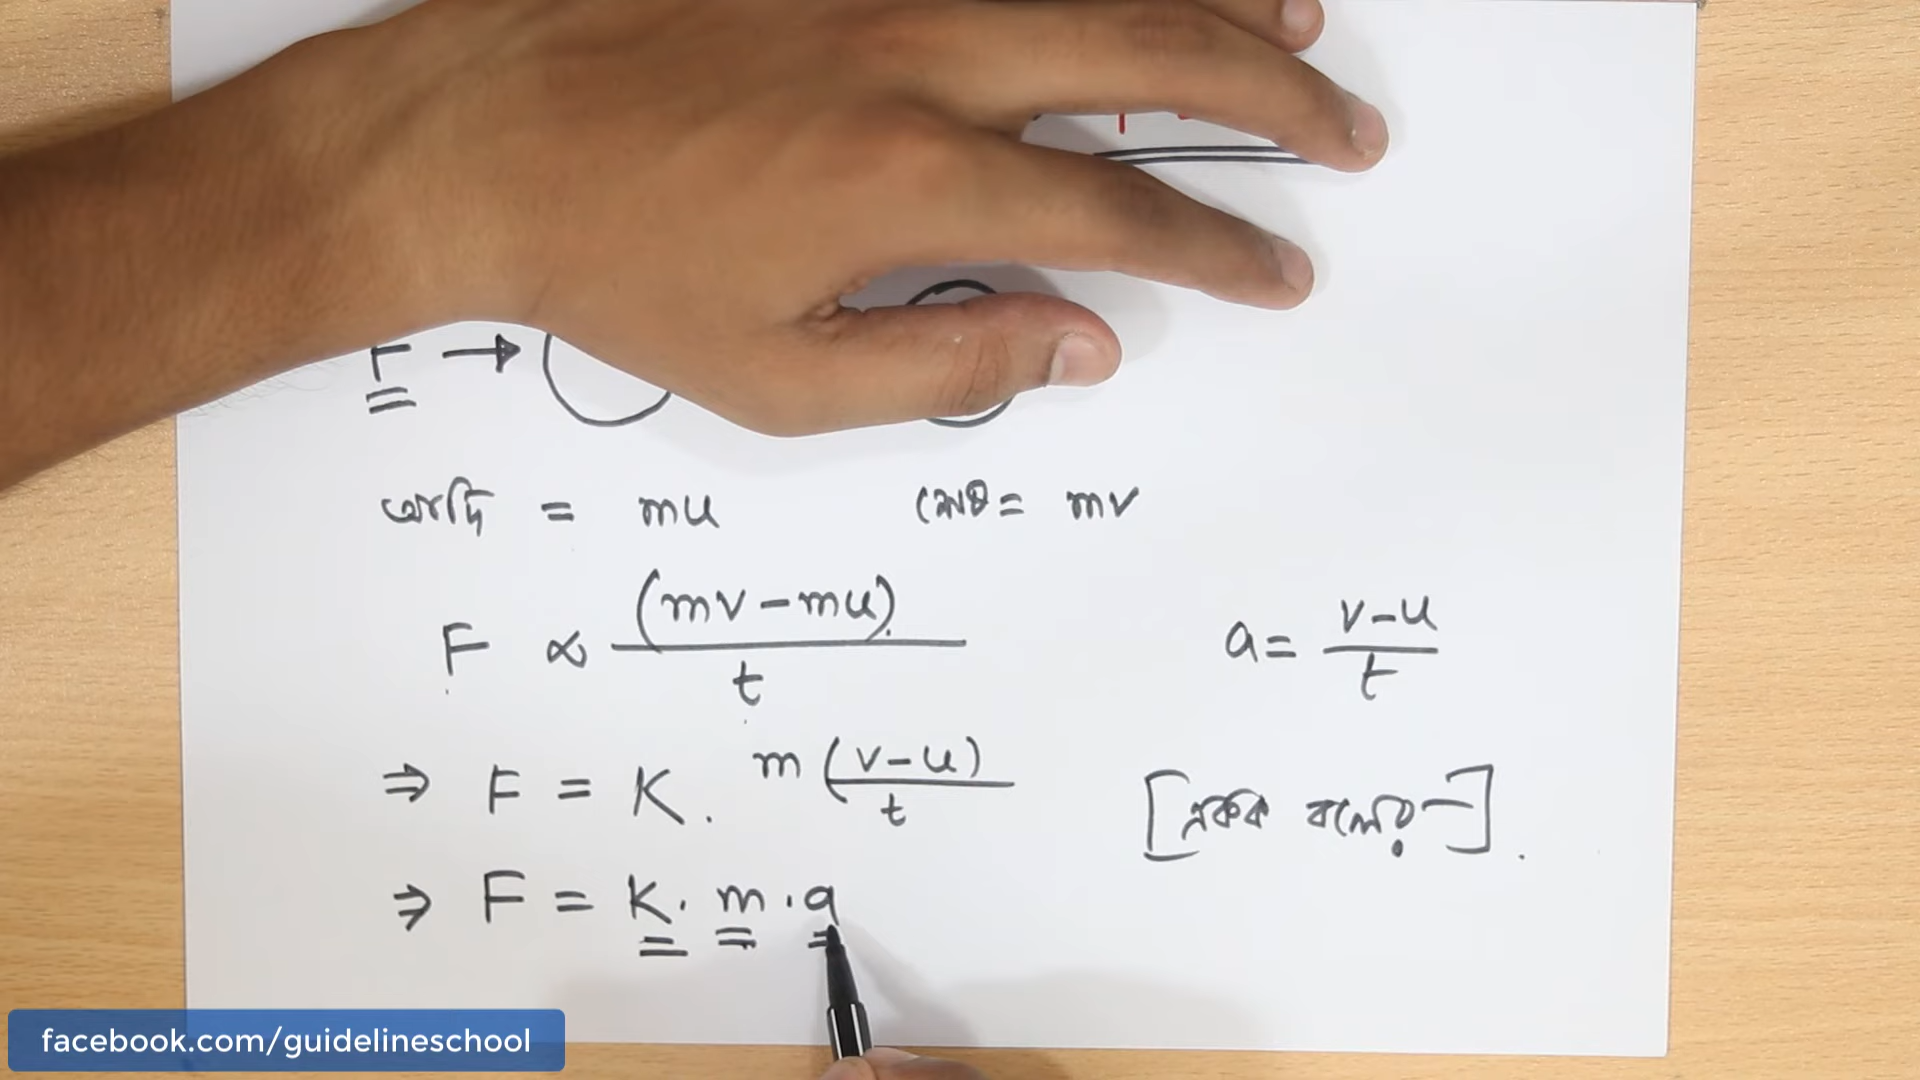 F →
আদি = mu শেষ = mv
F ∝ (mv-mu)/t a = v-u/t
⇒ F = K. m(v-u)/t [একক বলের-].
⇒ F = K. m.a
facebook.com/guidelineschool